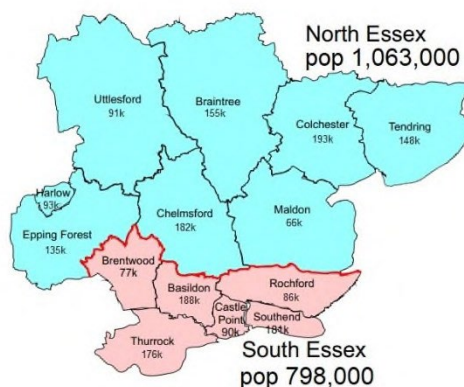 North Essex
pop 1,063,000
Uttlesford
91k
Braintree
155k
Colchester
193k
Tendring
148k
Harlow
93k
Epping Forest
135k
Chelmsford
182k
Maldon
66k
Brentwood
77k
Basildon
188k
Rochford
86k
Castle
Point
90k
Southend
181k
Thurrock
176k
South Essex
pop 798,000